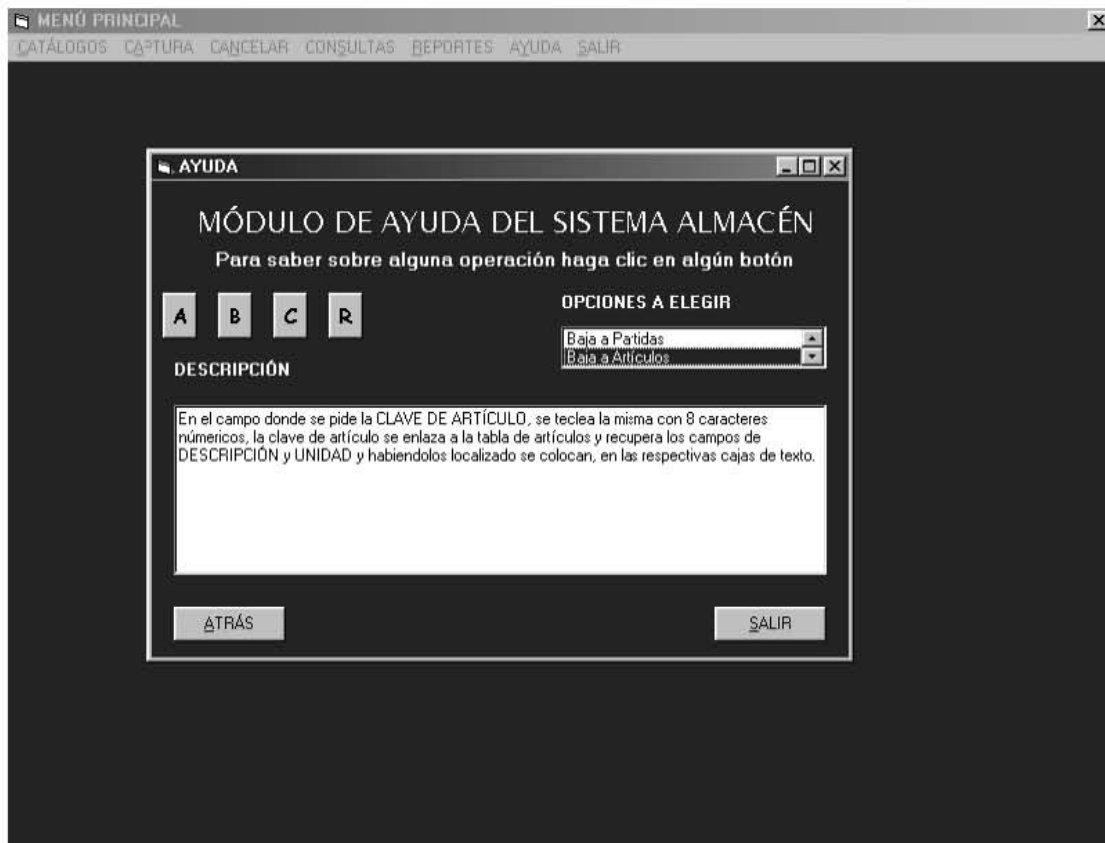 MENÚ PRINCIPAL
CATÁLOGOS CAPTURA CANCELAR CONSULTAS REPORTES AYUDA SALIR
AYUDA
MÓDULO DE AYUDA DEL SISTEMA ALMACÉN
Para saber sobre alguna operación haga clic en algún botón
A B C R
OPCIONES A ELEGIR
Baja a Partidas
Baja a Artículos
DESCRIPCIÓN
En el campo donde se pide la CLAVE DE ARTÍCULO, se teclea la misma con 8 caracteres
númericos, la clave de artículo se enlaza a la tabla de artículos y recupera los campos de
DESCRIPCIÓN y UNIDAD y habiendolos localizado se colocan, en las respectivas cajas de texto.
ATRÁS
SALIR